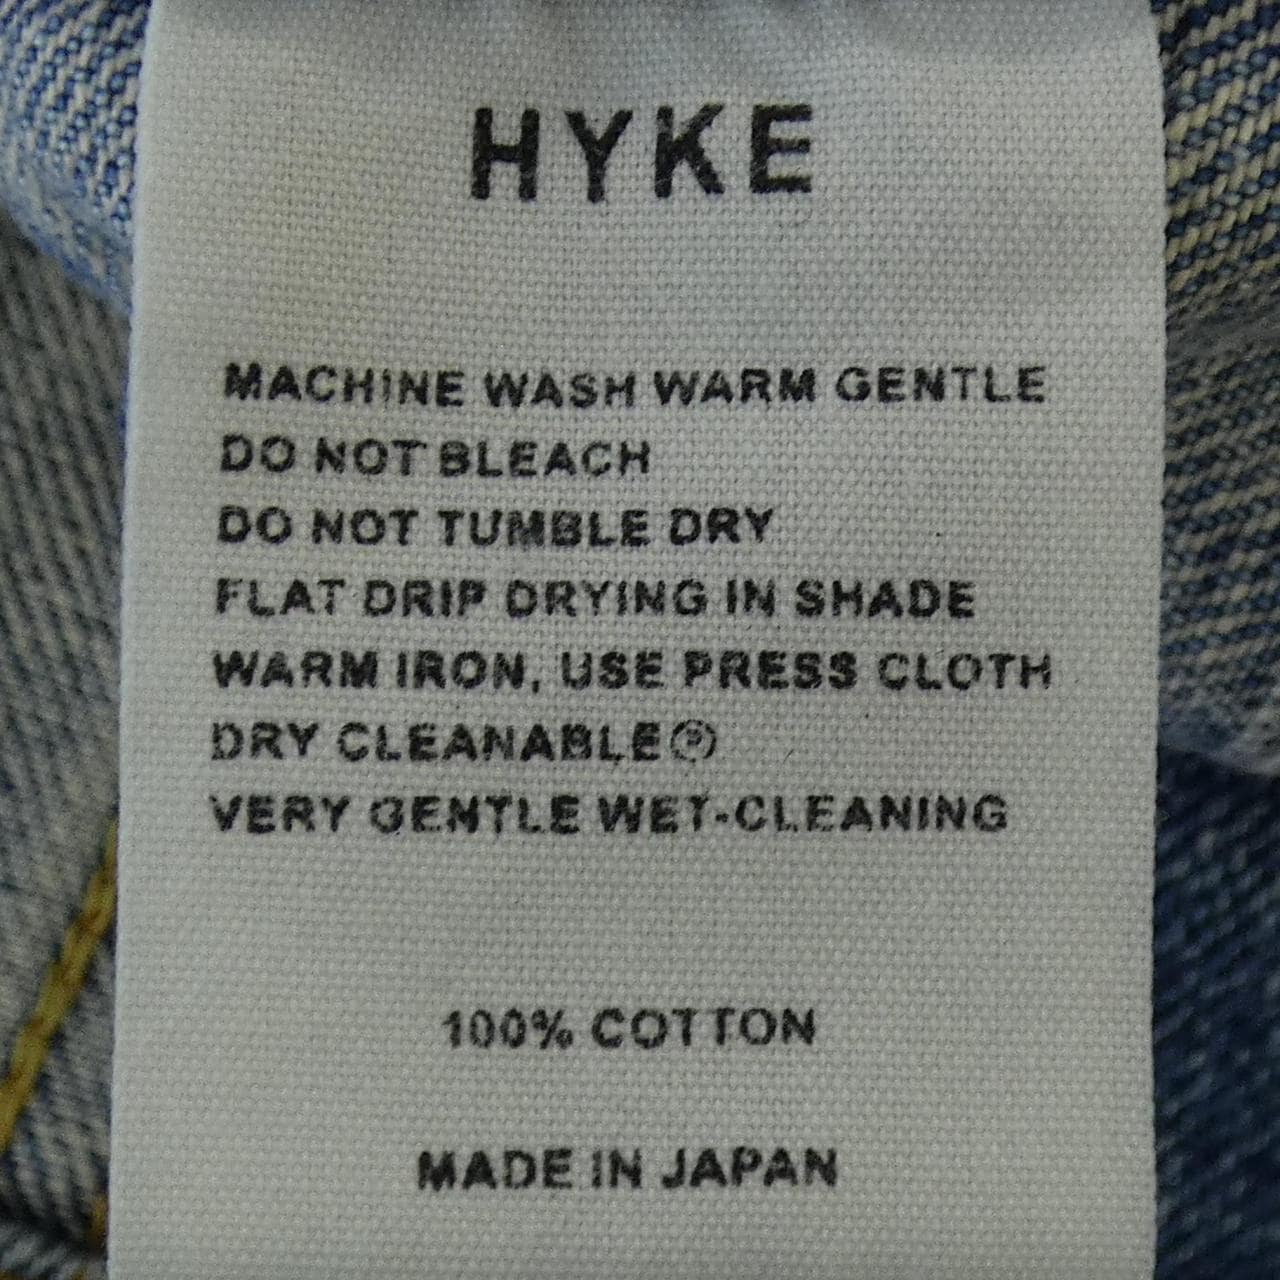 HYKE
MACHINE WASH WARM GENTLE
DO NOT BLEACH
DO NOT TUMBLE DRY
FLAT DRIP DRYING IN SHADE
WARM IRON, USE PRESS CLOTH
DRY CLEANABLEⓅ
VERY GENTLE WET-CLEANING
100% COTTON
MADE IN JAPAN